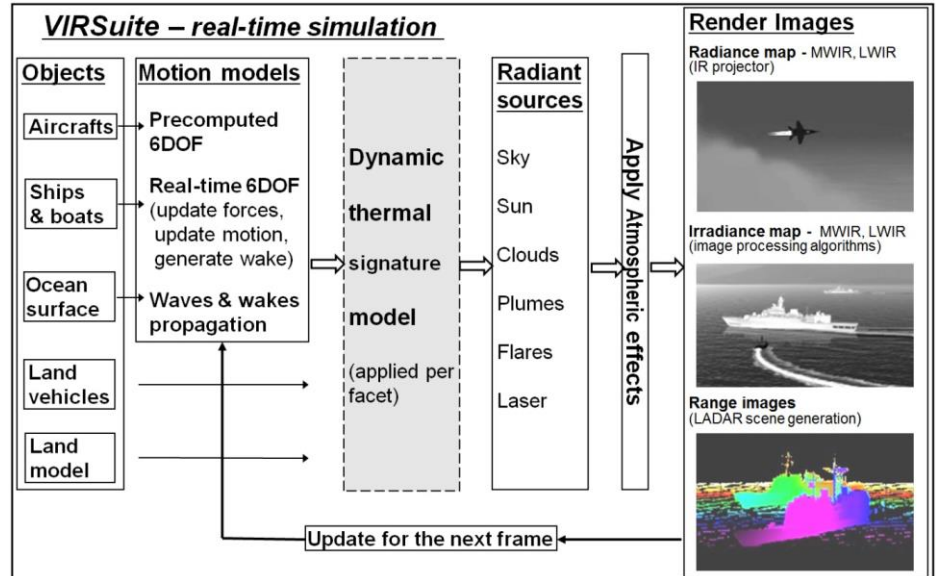 VIRSuite – real-time simulation
Objects
Aircrafts
Ships
& boats
Ocean
surface
Land
vehicles
Land
model
Motion models
Precomputed
6DOF
Real-time 6DOF
(update forces,
update motion,
generate wake)
Waves & wakes
propagation
Dynamic
thermal
signature
model
(applied per
facet)
Radiant
sources
Sky
Sun
Clouds
Plumes
Flares
Laser
Apply Atmospheric effects
Render Images
Radiance map - MWIR, LWIR
(IR projector)
Irradiance map - MWIR, LWIR
(image processing algorithms)
Range images
(LADAR scene generation)
Update for the next frame